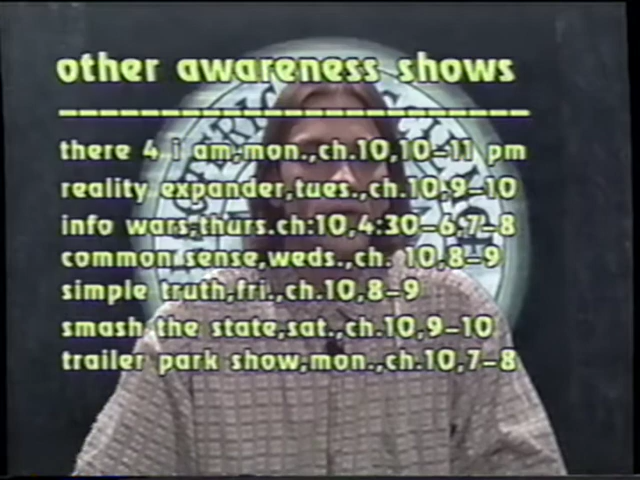 other awareness shows
there 4 i am,mon.,ch.10,10-11 pm
reality expander,tues.,ch.10,9-10
info wars,thurs.ch:10,4:30-6,7-8
common sense,weds.,ch. 10,8-9
simple truth,fri.,ch.10,8-9
smash the state,sat.,ch.10,9-10
trailer park show,mon.,ch.10,7-8